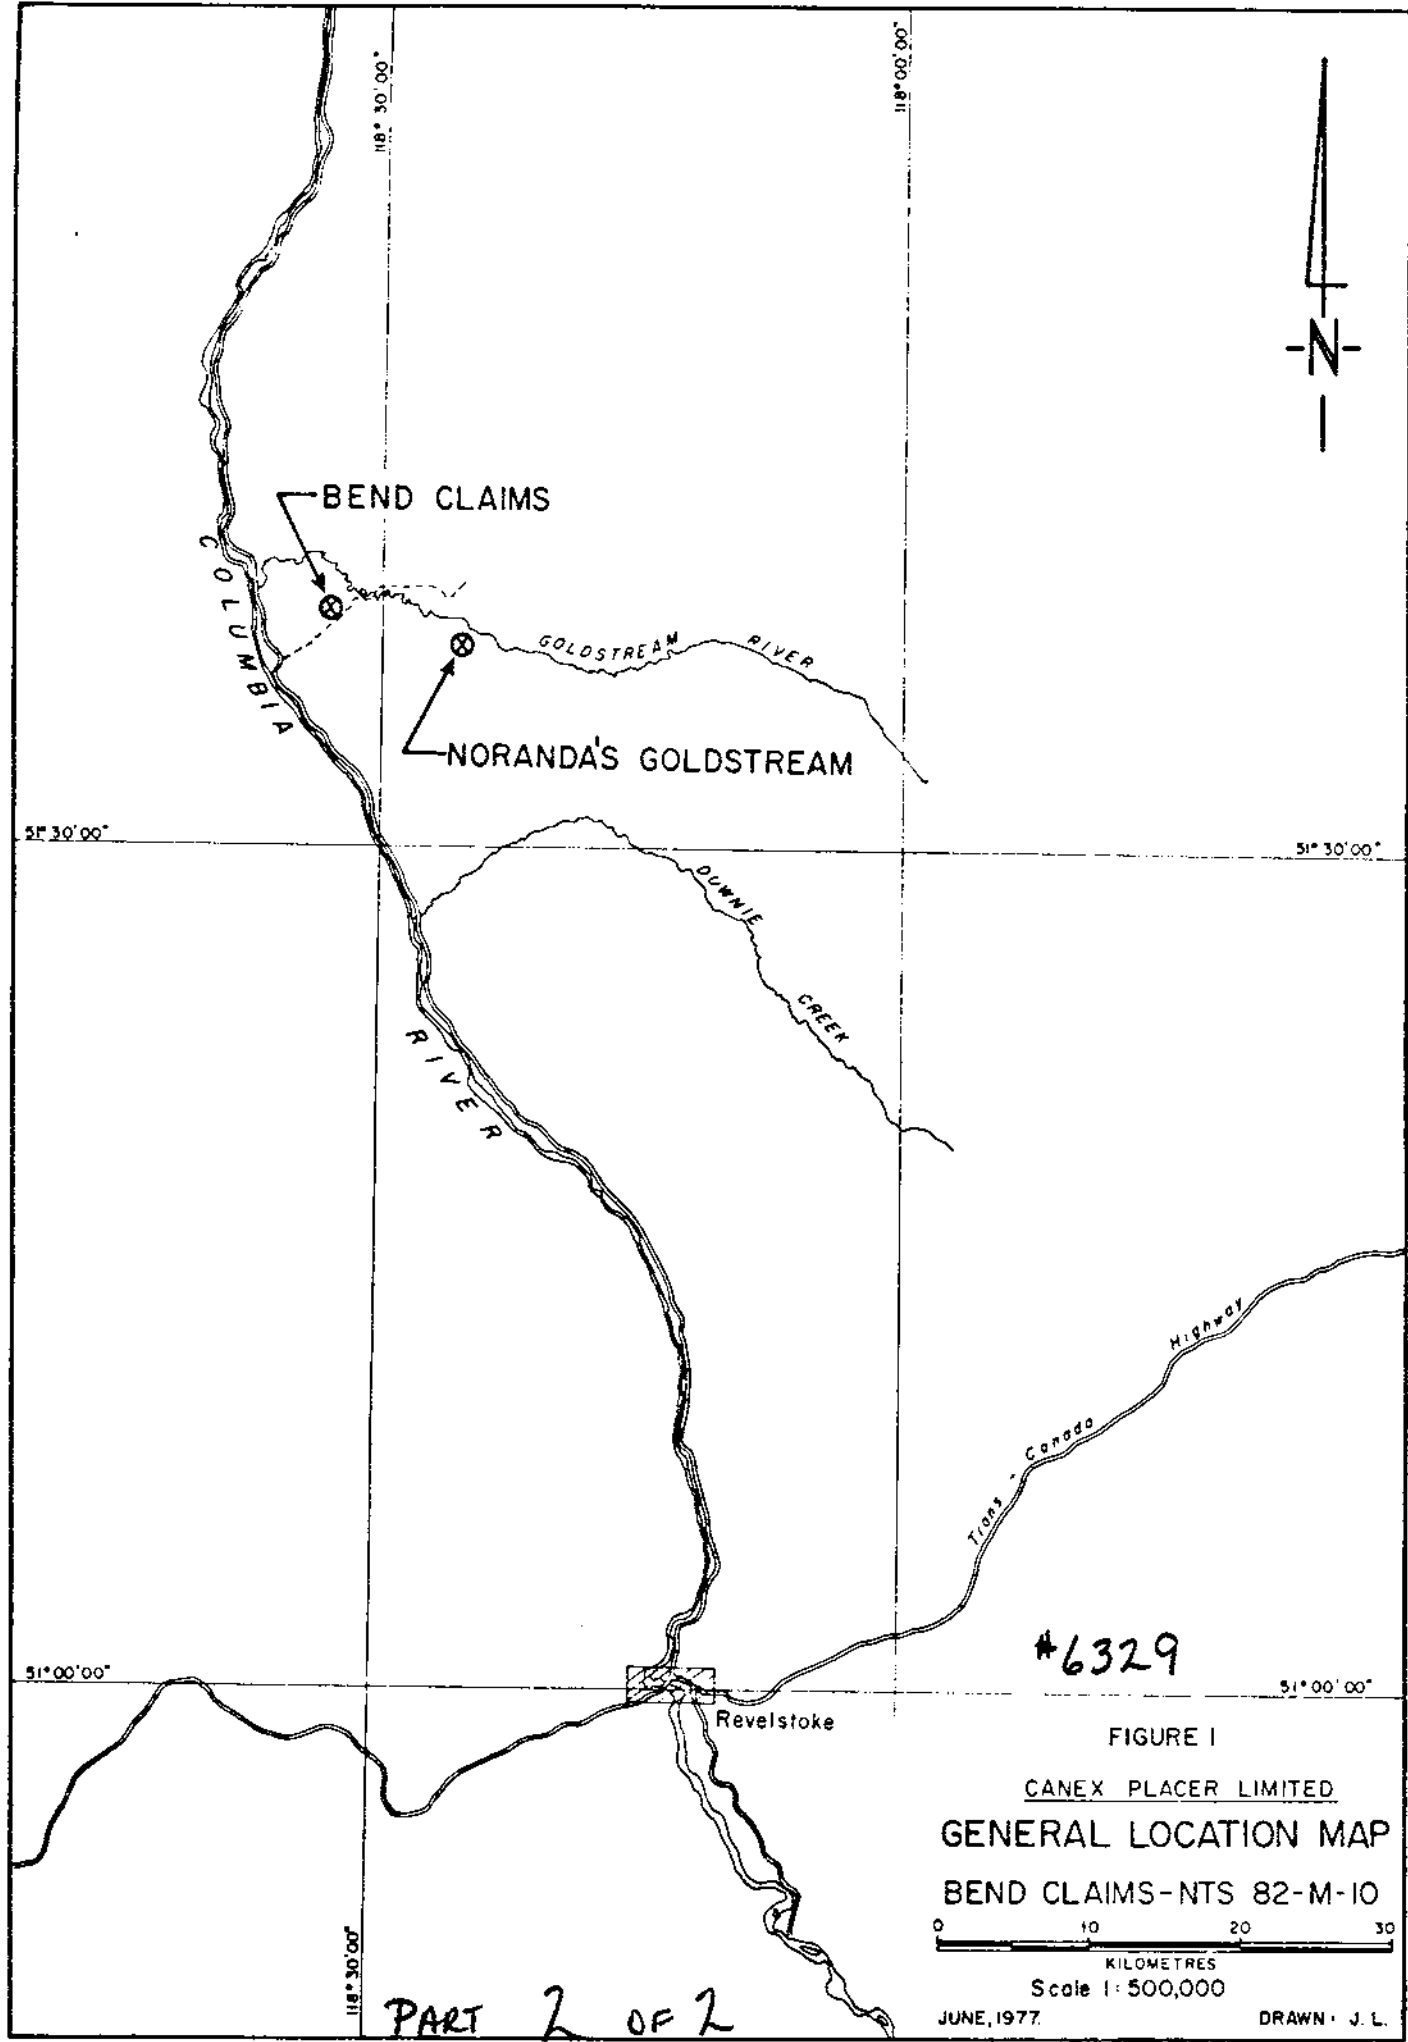 118° 30' 00"
118° 00' 00"
N
BEND CLAIMS
COLUMBIA
GOLDSTREAM RIVER
NORANDA'S GOLDSTREAM
51° 30' 00"
51° 30' 00"
DOWNIE
CREEK
RIVER
Trans - Canada Highway
#6329
51° 00' 00"
51° 00' 00"
Revelstoke
FIGURE 1
CANEX PLACER LIMITED
GENERAL LOCATION MAP
BEND CLAIMS-NTS 82-M-10
0 10 20 30
KILOMETRES
Scale 1:500,000
118° 30' 00"
PART 2 OF 2
JUNE, 1977.
DRAWN: J. L.